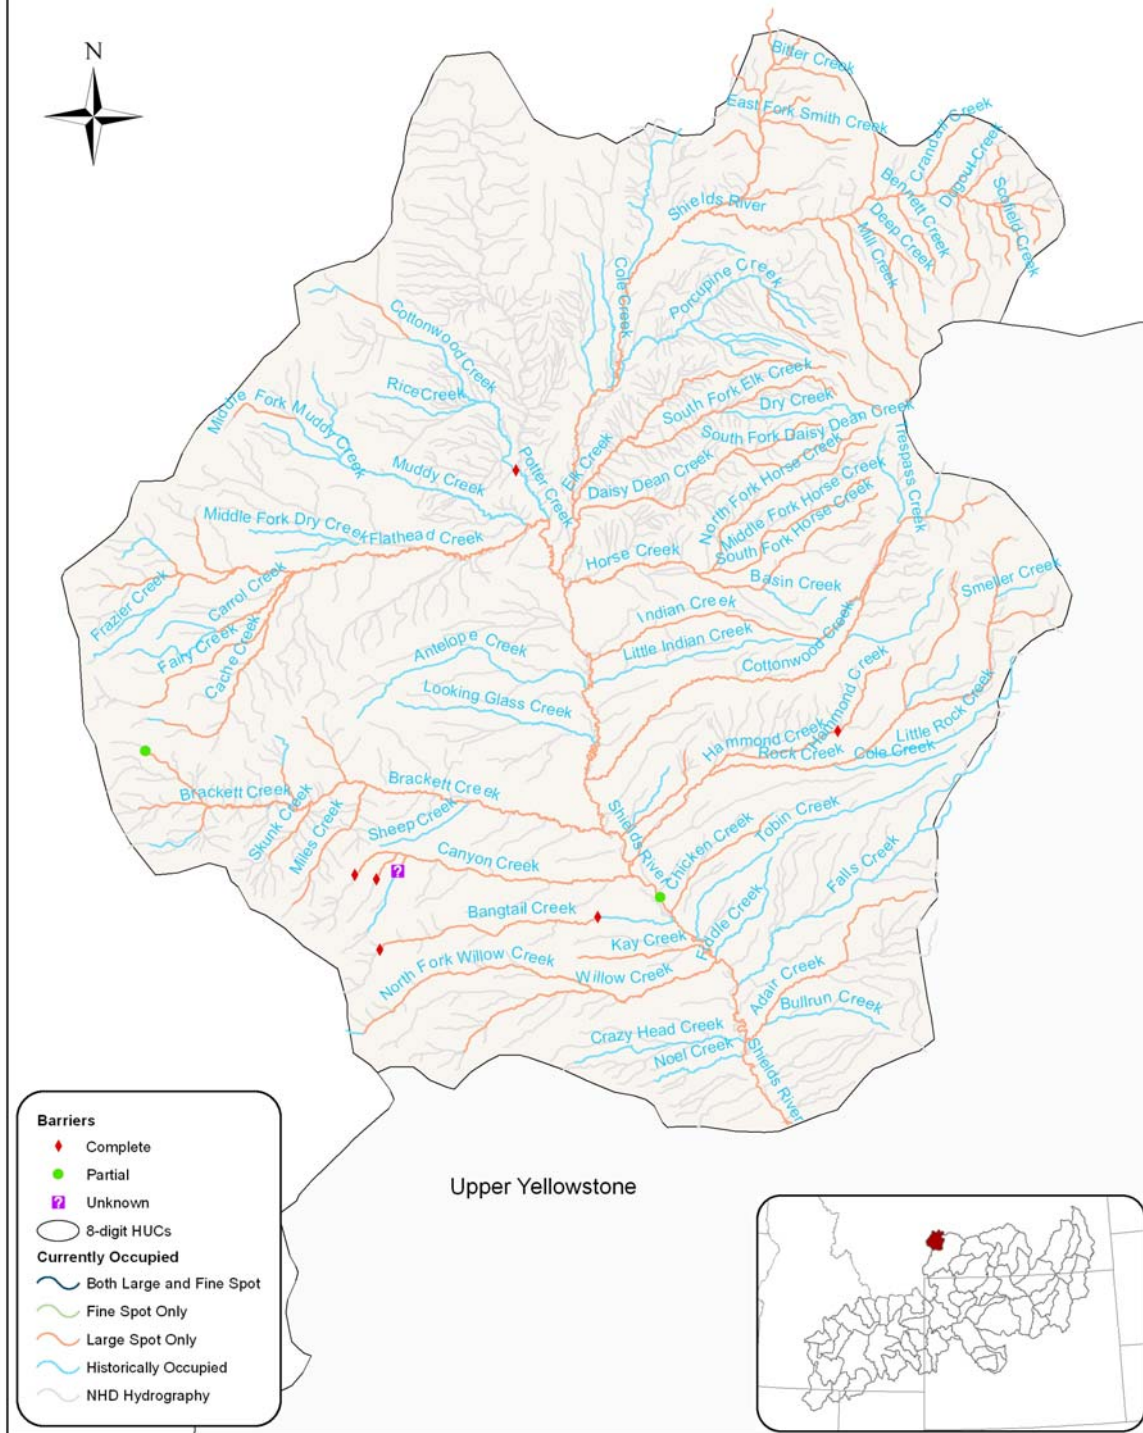 N
Bitter Creek
East Fork Smith Creek
Crandall Creek
Dugout Creek
Bennett Creek
Scofield Creek
Shields River
Deep Creek
Mill Creek
Cole Creek
Porcupine Creek
Cottonwood Creek
Rice Creek
South Fork Elk Creek
Dry Creek
Middle Fork Muddy Creek
South Fork Daisy Dean Creek
Trespass Creek
Elk Creek
Potter Creek
Muddy Creek
Daisy Dean Creek
North Fork Horse Creek
Middle Fork Horse Creek
South Fork Horse Creek
Middle Fork Dry Creek
Flathead Creek
Horse Creek
Basin Creek
Smeller Creek
Frazier Creek
Carrol Creek
Fairy Creek
Cache Creek
Indian Creek
Little Indian Creek
Antelope Creek
Cottonwood Creek
Looking Glass Creek
Hammond Creek
Hammond Creek
Little Rock Creek
Rock Creek
Cole Creek
Brackett Creek
Brackett Creek
Skunk Creek
Miles Creek
Sheep Creek
Shields River
Chicken Creek
Tobin Creek
Canyon Creek
Falls Creek
?
Bangtail Creek
Fiddle Creek
Kay Creek
North Fork Willow Creek
Willow Creek
Adair Creek
Bullrun Creek
Crazy Head Creek
Noel Creek
Shields River
Upper Yellowstone
Barriers
Complete
Partial
? Unknown
8-digit HUCs
Currently Occupied
Both Large and Fine Spot
Fine Spot Only
Large Spot Only
Historically Occupied
NHD Hydrography